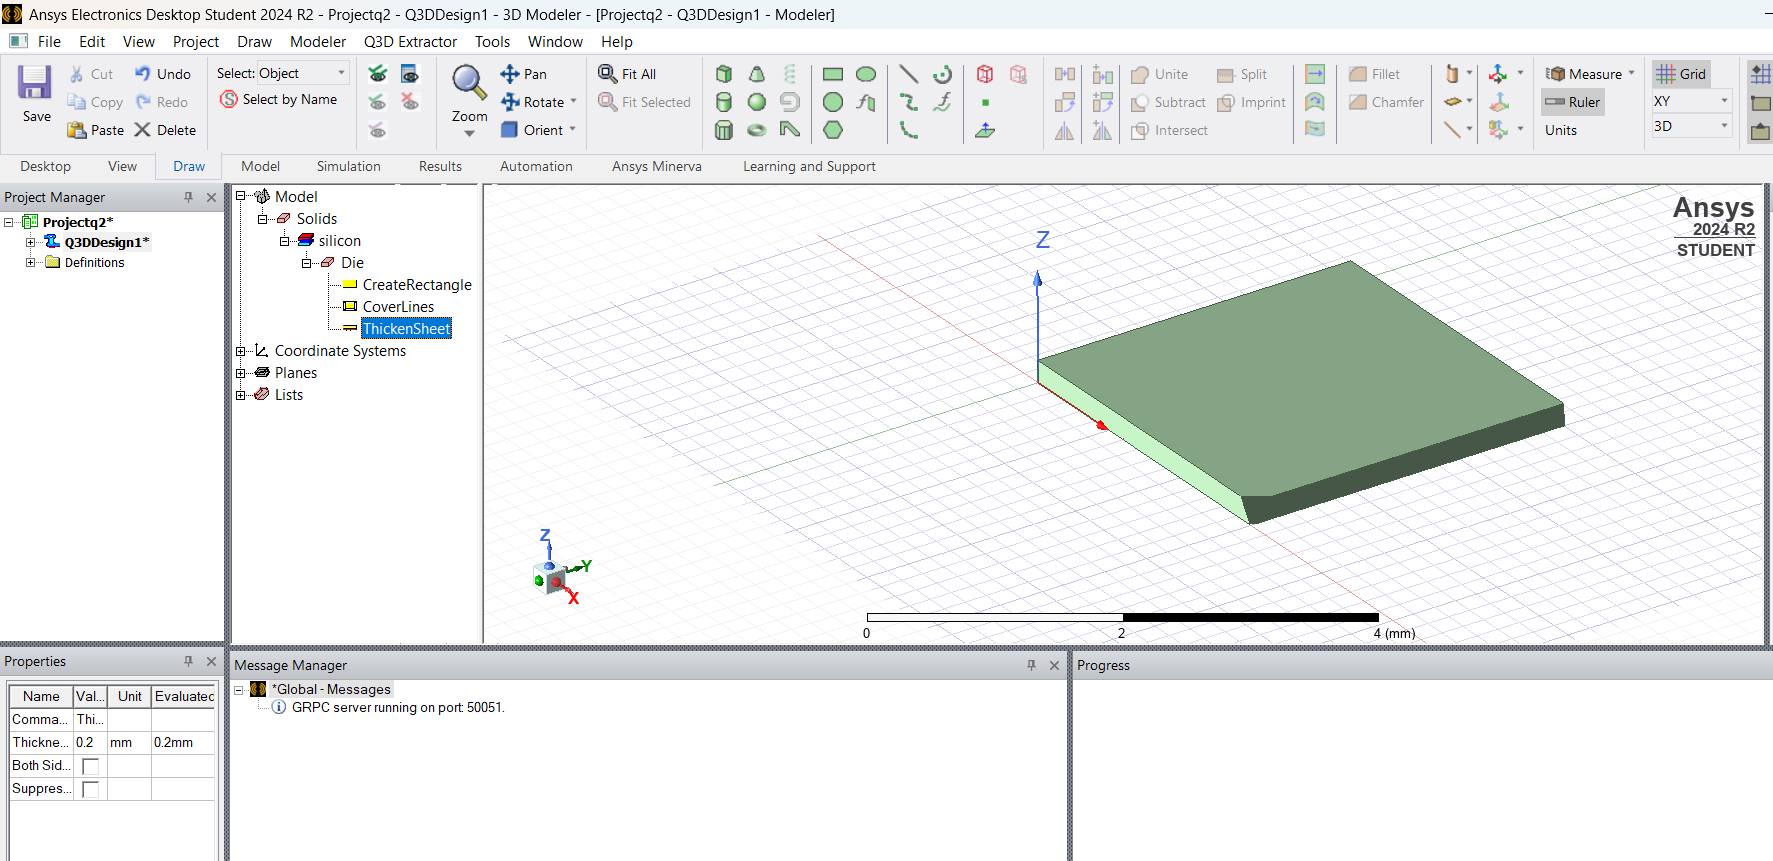 Ansys Electronics Desktop Student 2024 R2 - Projectq2 - Q3DDesign1 - 3D Modeler - [Projectq2 - Q3DDesign1 - Modeler]
File Edit View Project Draw Modeler Q3D Extractor Tools Window Help
Save
Cut
Copy
Paste
Undo
Redo
Delete
Select: Object
Select by Name
Zoom
Pan
Rotate
Orient
Fit All
Fit Selected
Unite
Subtract
Intersect
Split
Imprint
Fillet
Chamfer
Measure
Ruler
Units
Grid
XY
3D
Desktop View Draw Model Simulation Results Automation Ansys Minerva Learning and Support
Project Manager
Projectq2*
Q3DDesign1*
Definitions
Model
Solids
silicon
Die
CreateRectangle
CoverLines
ThickenSheet
Coordinate Systems
Planes
Lists
Z
Ansys
2024 R2
STUDENT
Z
Y
X
0 2 4 (mm)
Properties
Name Val... Unit Evaluated
Comma... Thi...
Thickne... 0.2 mm 0.2mm
Both Sid...
Suppres...
Message Manager
*Global - Messages
GRPC server running on port: 50051.
Progress